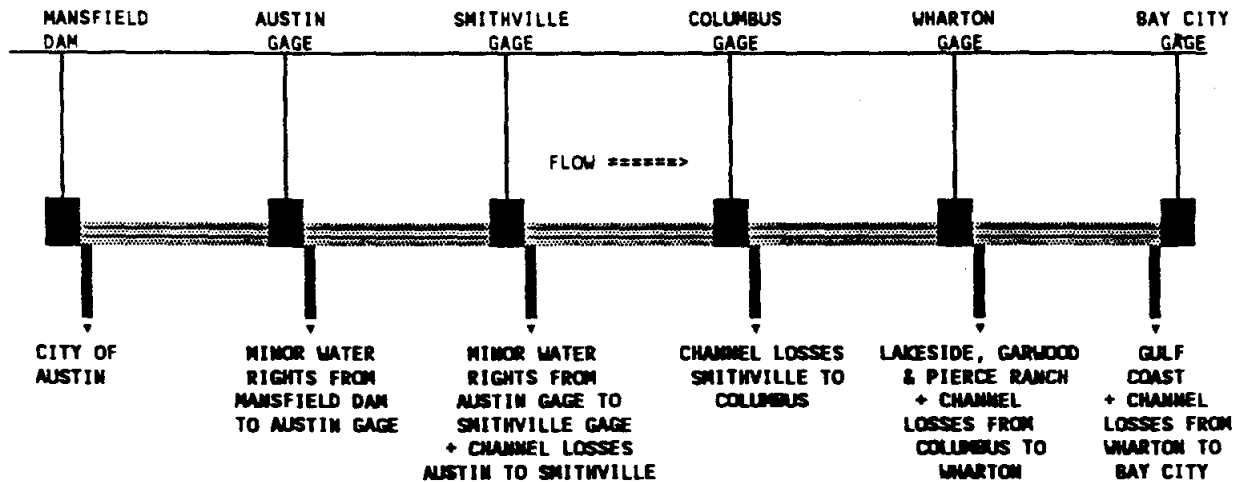 MANSFIELD DAM
AUSTIN GAGE
SMITHVILLE GAGE
COLUMBUS GAGE
WHARTON GAGE
BAY CITY GAGE
FLOW ======>
CITY OF
AUSTIN
MINOR WATER
RIGHTS FROM
MANSFIELD DAM
TO AUSTIN GAGE
MINOR WATER
RIGHTS FROM
AUSTIN GAGE TO
SMITHVILLE GAGE
+ CHANNEL LOSSES
AUSTIN TO SMITHVILLE
CHANNEL LOSSES
SMITHVILLE TO
COLUMBUS
LAKESIDE, GARWOOD
& PIERCE RANCH
+ CHANNEL
LOSSES FROM
COLUMBUS TO
WHARTON
GULF
COAST
+ CHANNEL
LOSSES FROM
WHARTON TO
BAY CITY